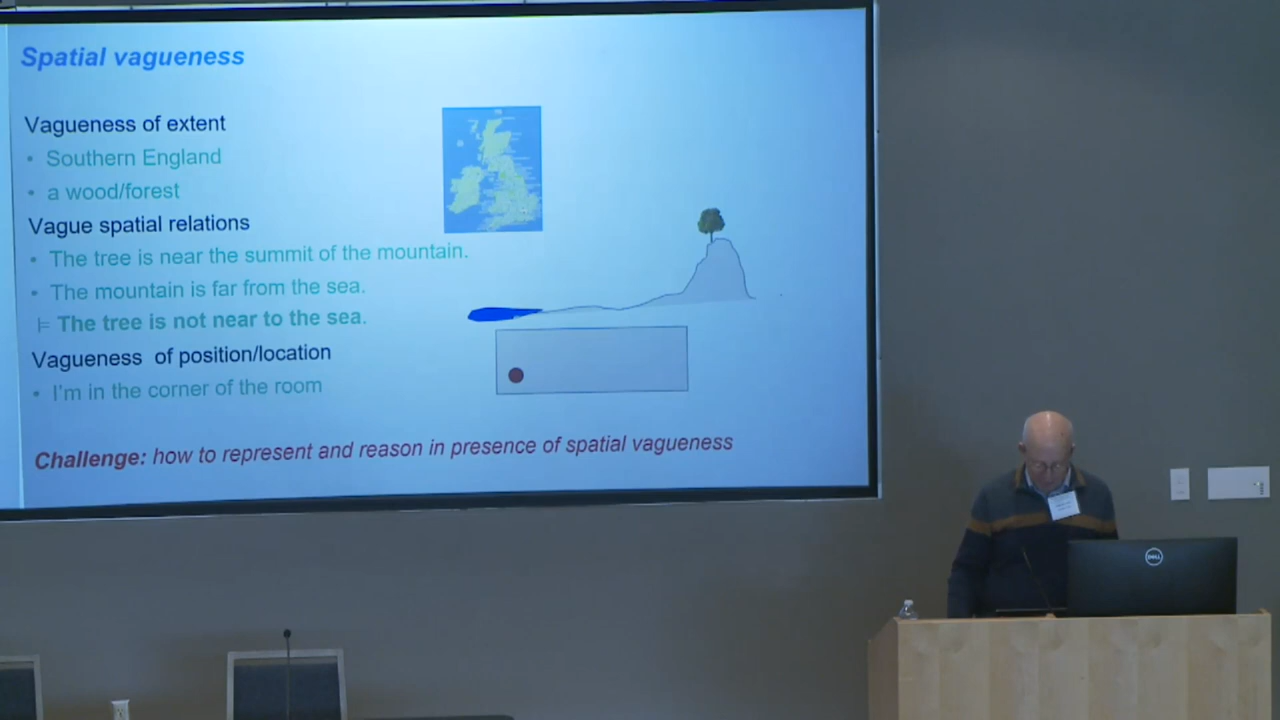 Spatial vagueness
Vagueness of extent
• Southern England
• a wood/forest
Vague spatial relations
• The tree is near the summit of the mountain.
• The mountain is far from the sea.
⊨ The tree is not near to the sea.
Vagueness of position/location
• I'm in the corner of the room
Challenge: how to represent and reason in presence of spatial vagueness
DELL